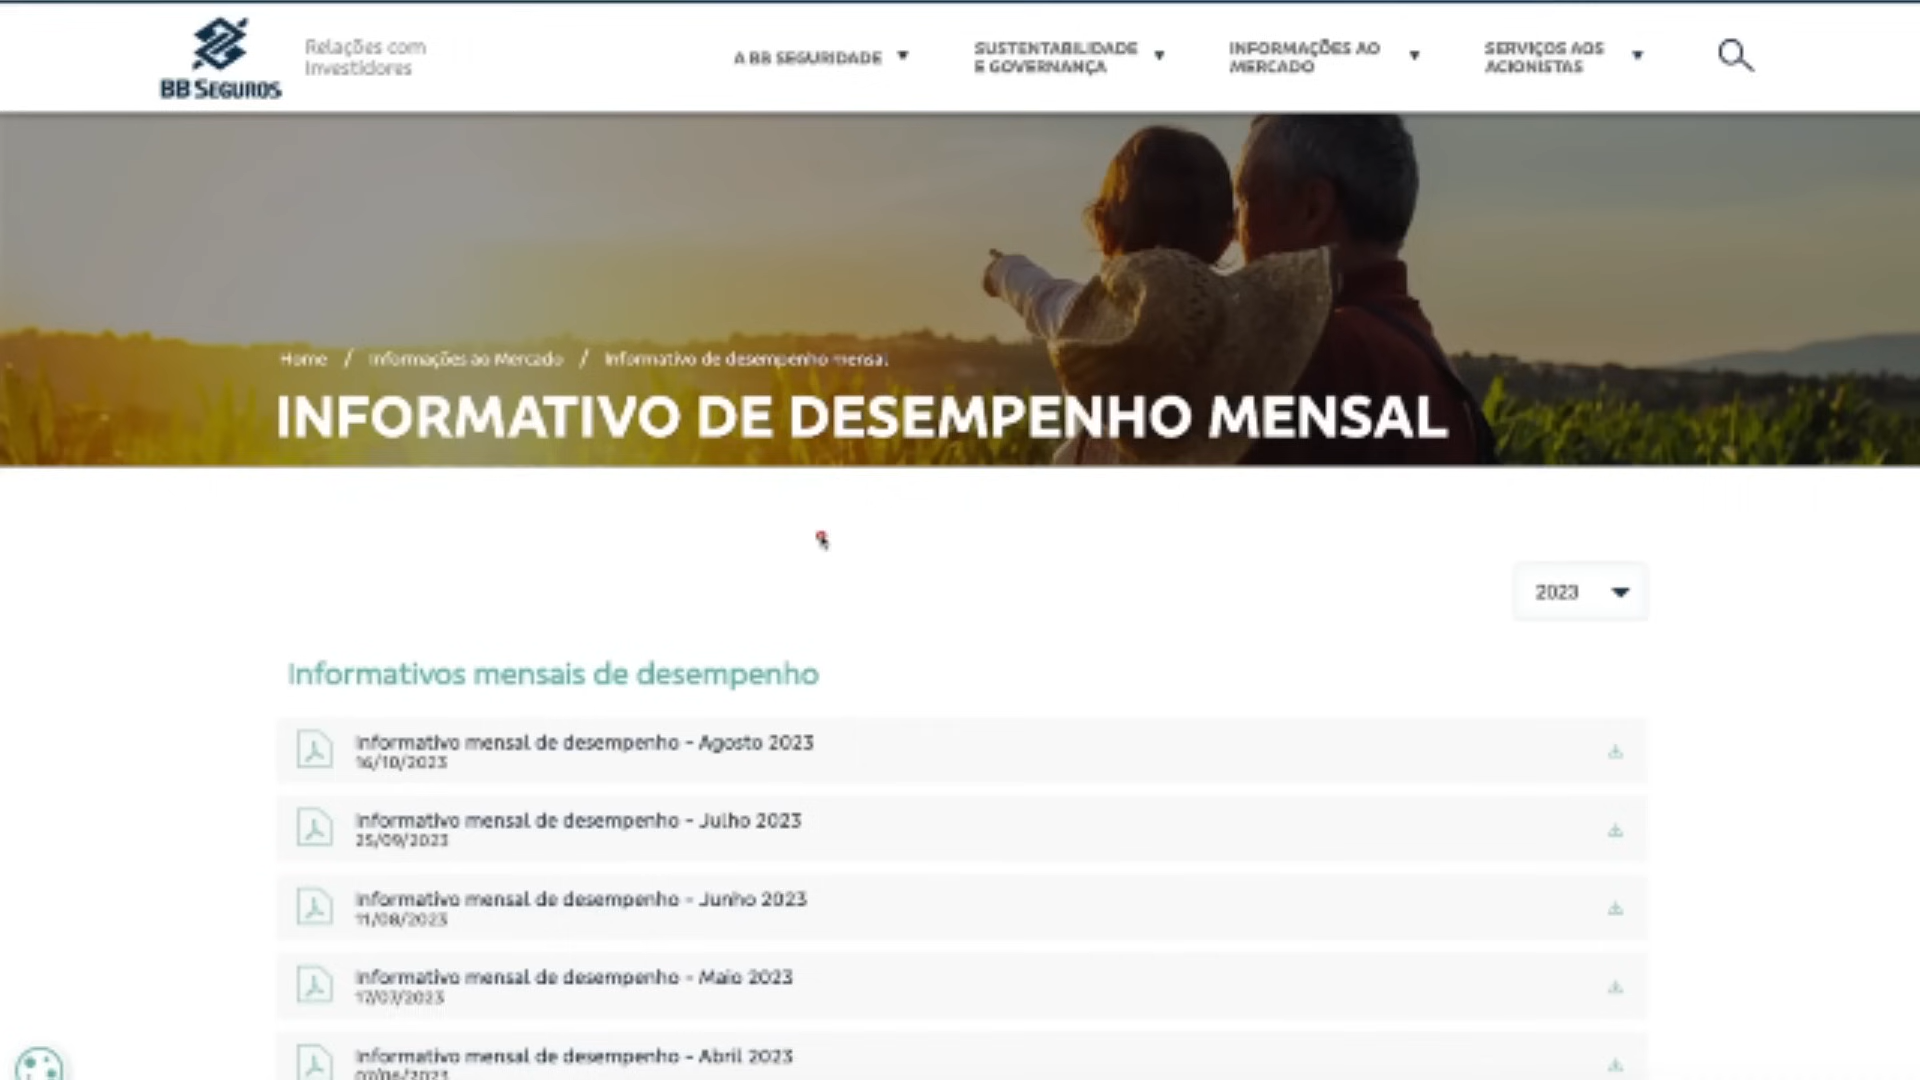 BB SEGUROS
Relações com
Investidores
A BB SEGURIDADE
SUSTENTABILIDADE
E GOVERNANÇA
INFORMAÇÕES AO
MERCADO
SERVIÇOS AOS
ACIONISTAS
Home / Informações ao Mercado / Informativo de desempenho mensal
INFORMATIVO DE DESEMPENHO MENSAL
2023
Informativos mensais de desempenho
Informativo mensal de desempenho - Agosto 2023
16/10/2023
Informativo mensal de desempenho - Julho 2023
25/09/2023
Informativo mensal de desempenho - Junho 2023
11/08/2023
Informativo mensal de desempenho - Maio 2023
17/07/2023
Informativo mensal de desempenho - Abril 2023